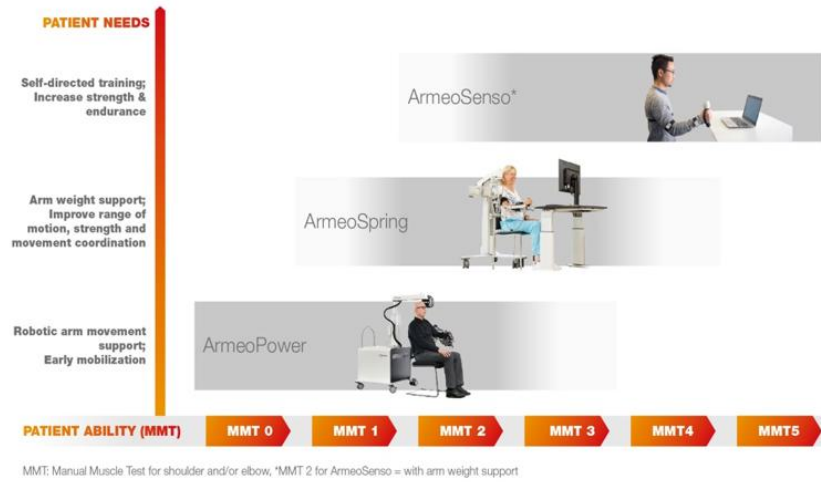 PATIENT NEEDS
Self-directed training;
Increase strength &
endurance
ArmeoSenso*
Arm weight support;
Improve range of
motion, strength and
movement coordination
ArmeoSpring
Robotic arm movement
support;
Early mobilization
ArmeoPower
PATIENT ABILITY (MMT)
MMT 0
MMT 1
MMT 2
MMT 3
MMT4
MMT5
MMT: Manual Muscle Test for shoulder and/or elbow, *MMT 2 for ArmeoSenso = with arm weight support